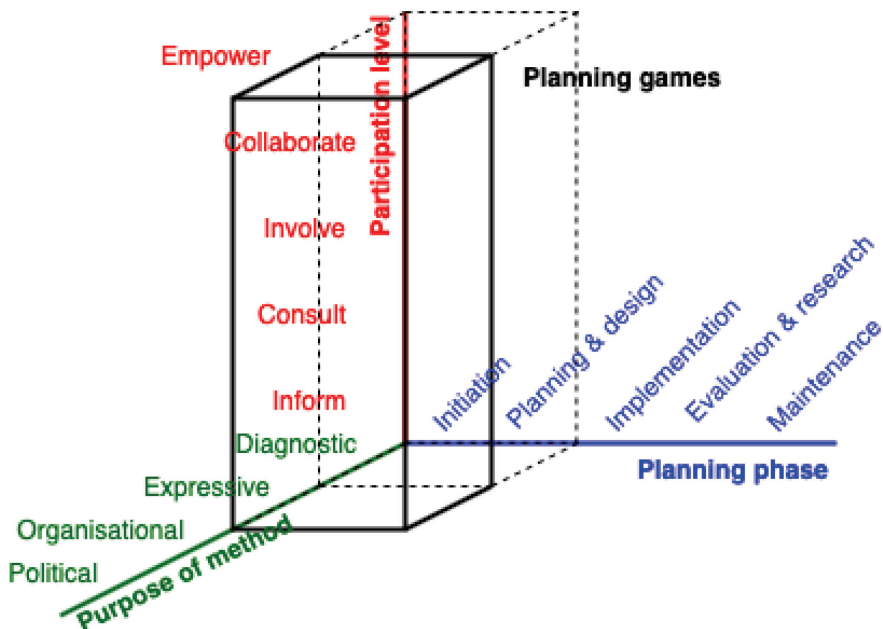 Empower
Participation level
Planning games
Collaborate
Involve
Consult
Inform
Initiation
Planning & design
Implementation
Evaluation & research
Maintenance
Diagnostic
Planning phase
Expressive
Organisational
Purpose of method
Political